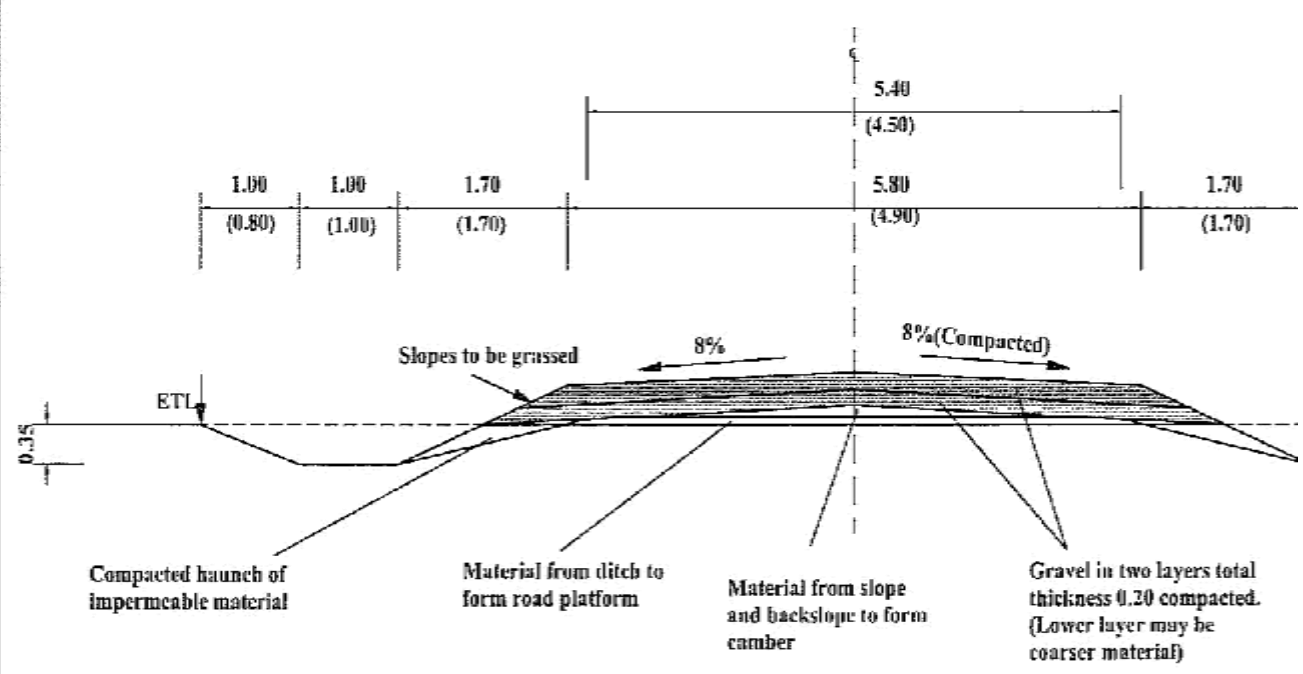 ℄
5.40
(4.50)
1.00
1.00
1.70
5.80
1.70
(0.80)
(1.00)
(1.70)
(4.90)
(1.70)
8%
8%(Compacted)
Slopes to be grassed
ETL
0.35
Compacted haunch of
impermeable material
Material from ditch to
form road platform
Material from slope
and backslope to form
camber
Gravel in two layers total
thickness 0.20 compacted.
(Lower layer may be
coarser material)